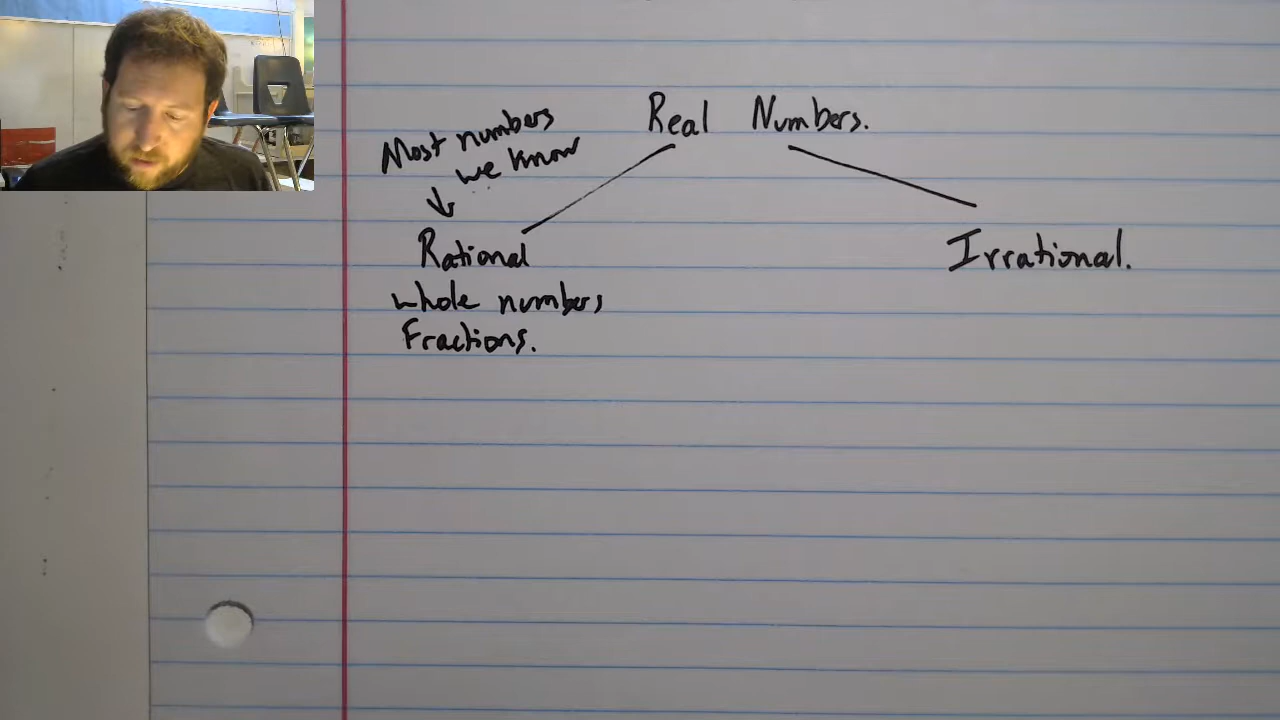 Real Numbers.
Most numbers
we know
Rational
whole numbers
Fractions.
Irrational.